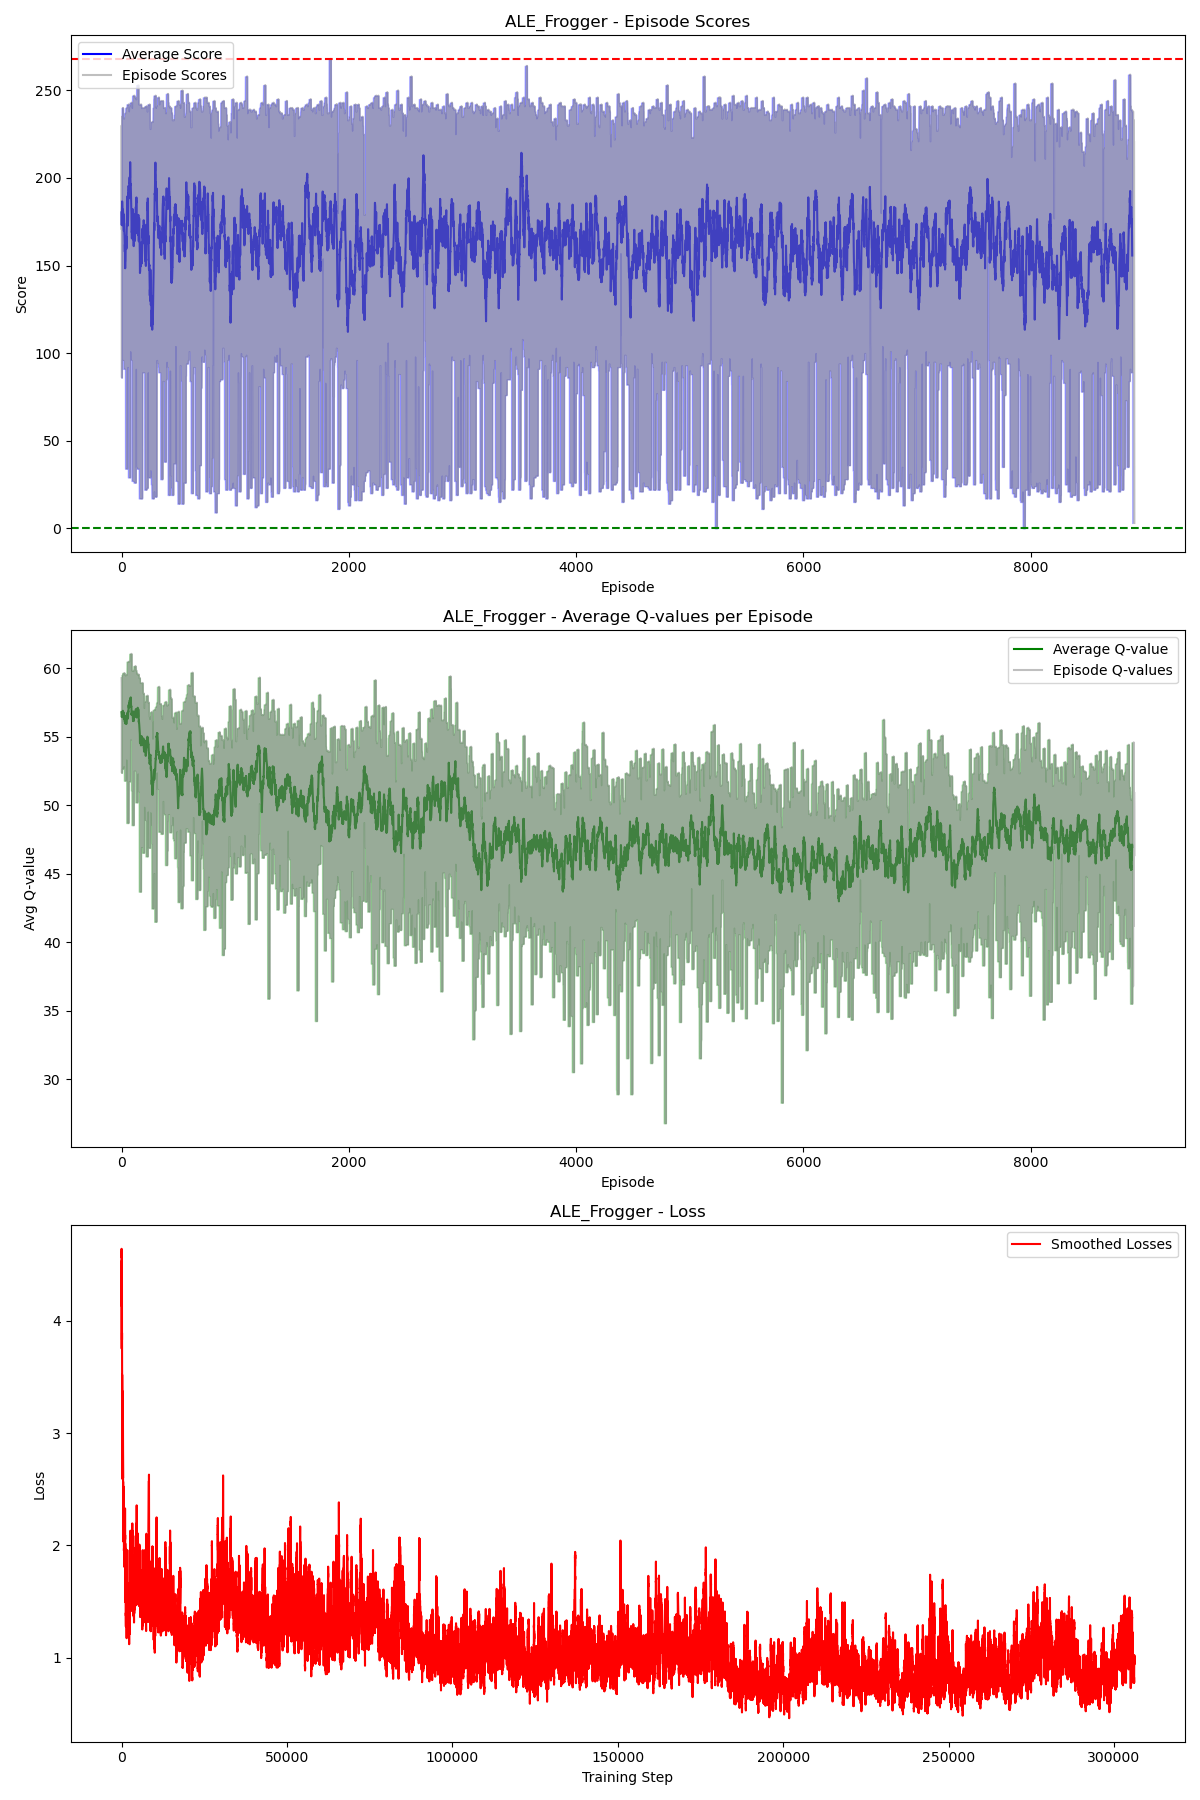 ALE_Frogger - Episode Scores
Average Score
Episode Scores
250
200
150
100
50
0
Score
0 2000 4000 6000 8000
Episode
ALE_Frogger - Average Q-values per Episode
Average Q-value
Episode Q-values
60
55
50
45
40
35
30
Avg Q-value
0 2000 4000 6000 8000
Episode
ALE_Frogger - Loss
Smoothed Losses
4
3
2
1
Loss
0 50000 100000 150000 200000 250000 300000
Training Step